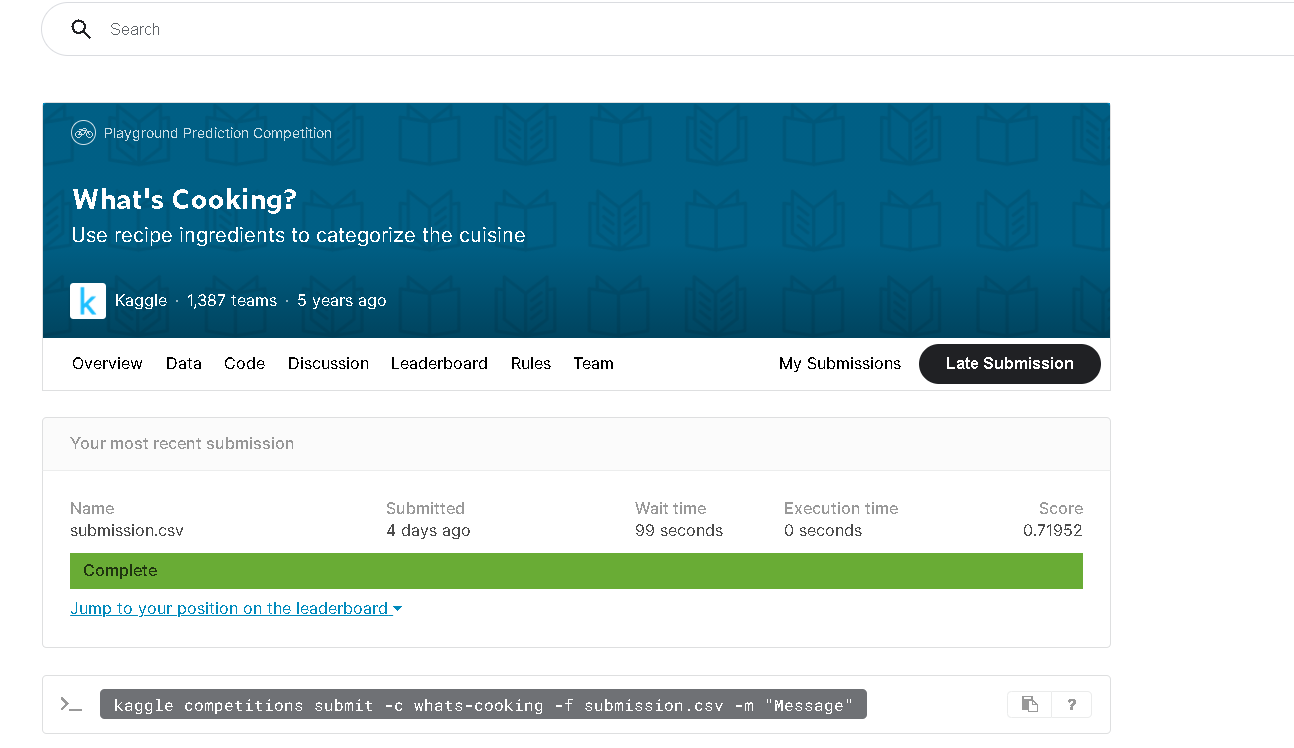 Search
Playground Prediction Competition
What's Cooking?
Use recipe ingredients to categorize the cuisine
k Kaggle · 1,387 teams · 5 years ago
Overview Data Code Discussion Leaderboard Rules Team My Submissions Late Submission
Your most recent submission
Name Submitted Wait time Execution time Score
submission.csv 4 days ago 99 seconds 0 seconds 0.71952
Complete
Jump to your position on the leaderboard
>_ kaggle competitions submit -c whats-cooking -f submission.csv -m "Message" ?